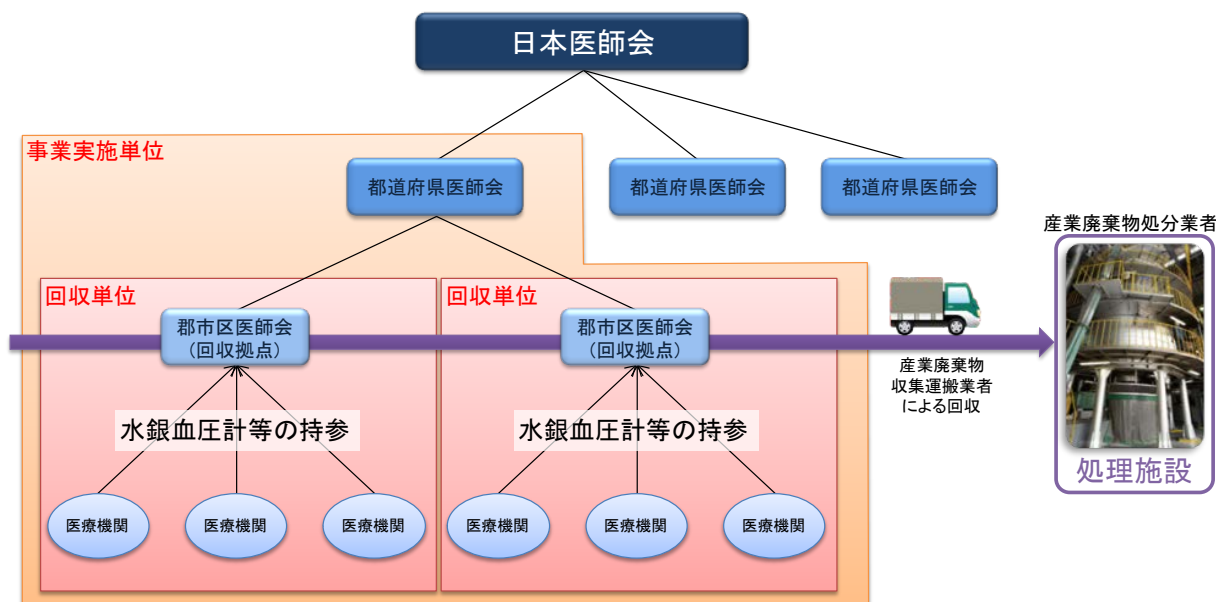 日本医師会
事業実施単位
都道府県医師会
都道府県医師会
都道府県医師会
産業廃棄物処分業者
回収単位
回収単位
郡市区医師会
(回収拠点)
郡市区医師会
(回収拠点)
産業廃棄物
収集運搬業者
による回収
水銀血圧計等の持参
水銀血圧計等の持参
処理施設
医療機関
医療機関
医療機関
医療機関
医療機関
医療機関